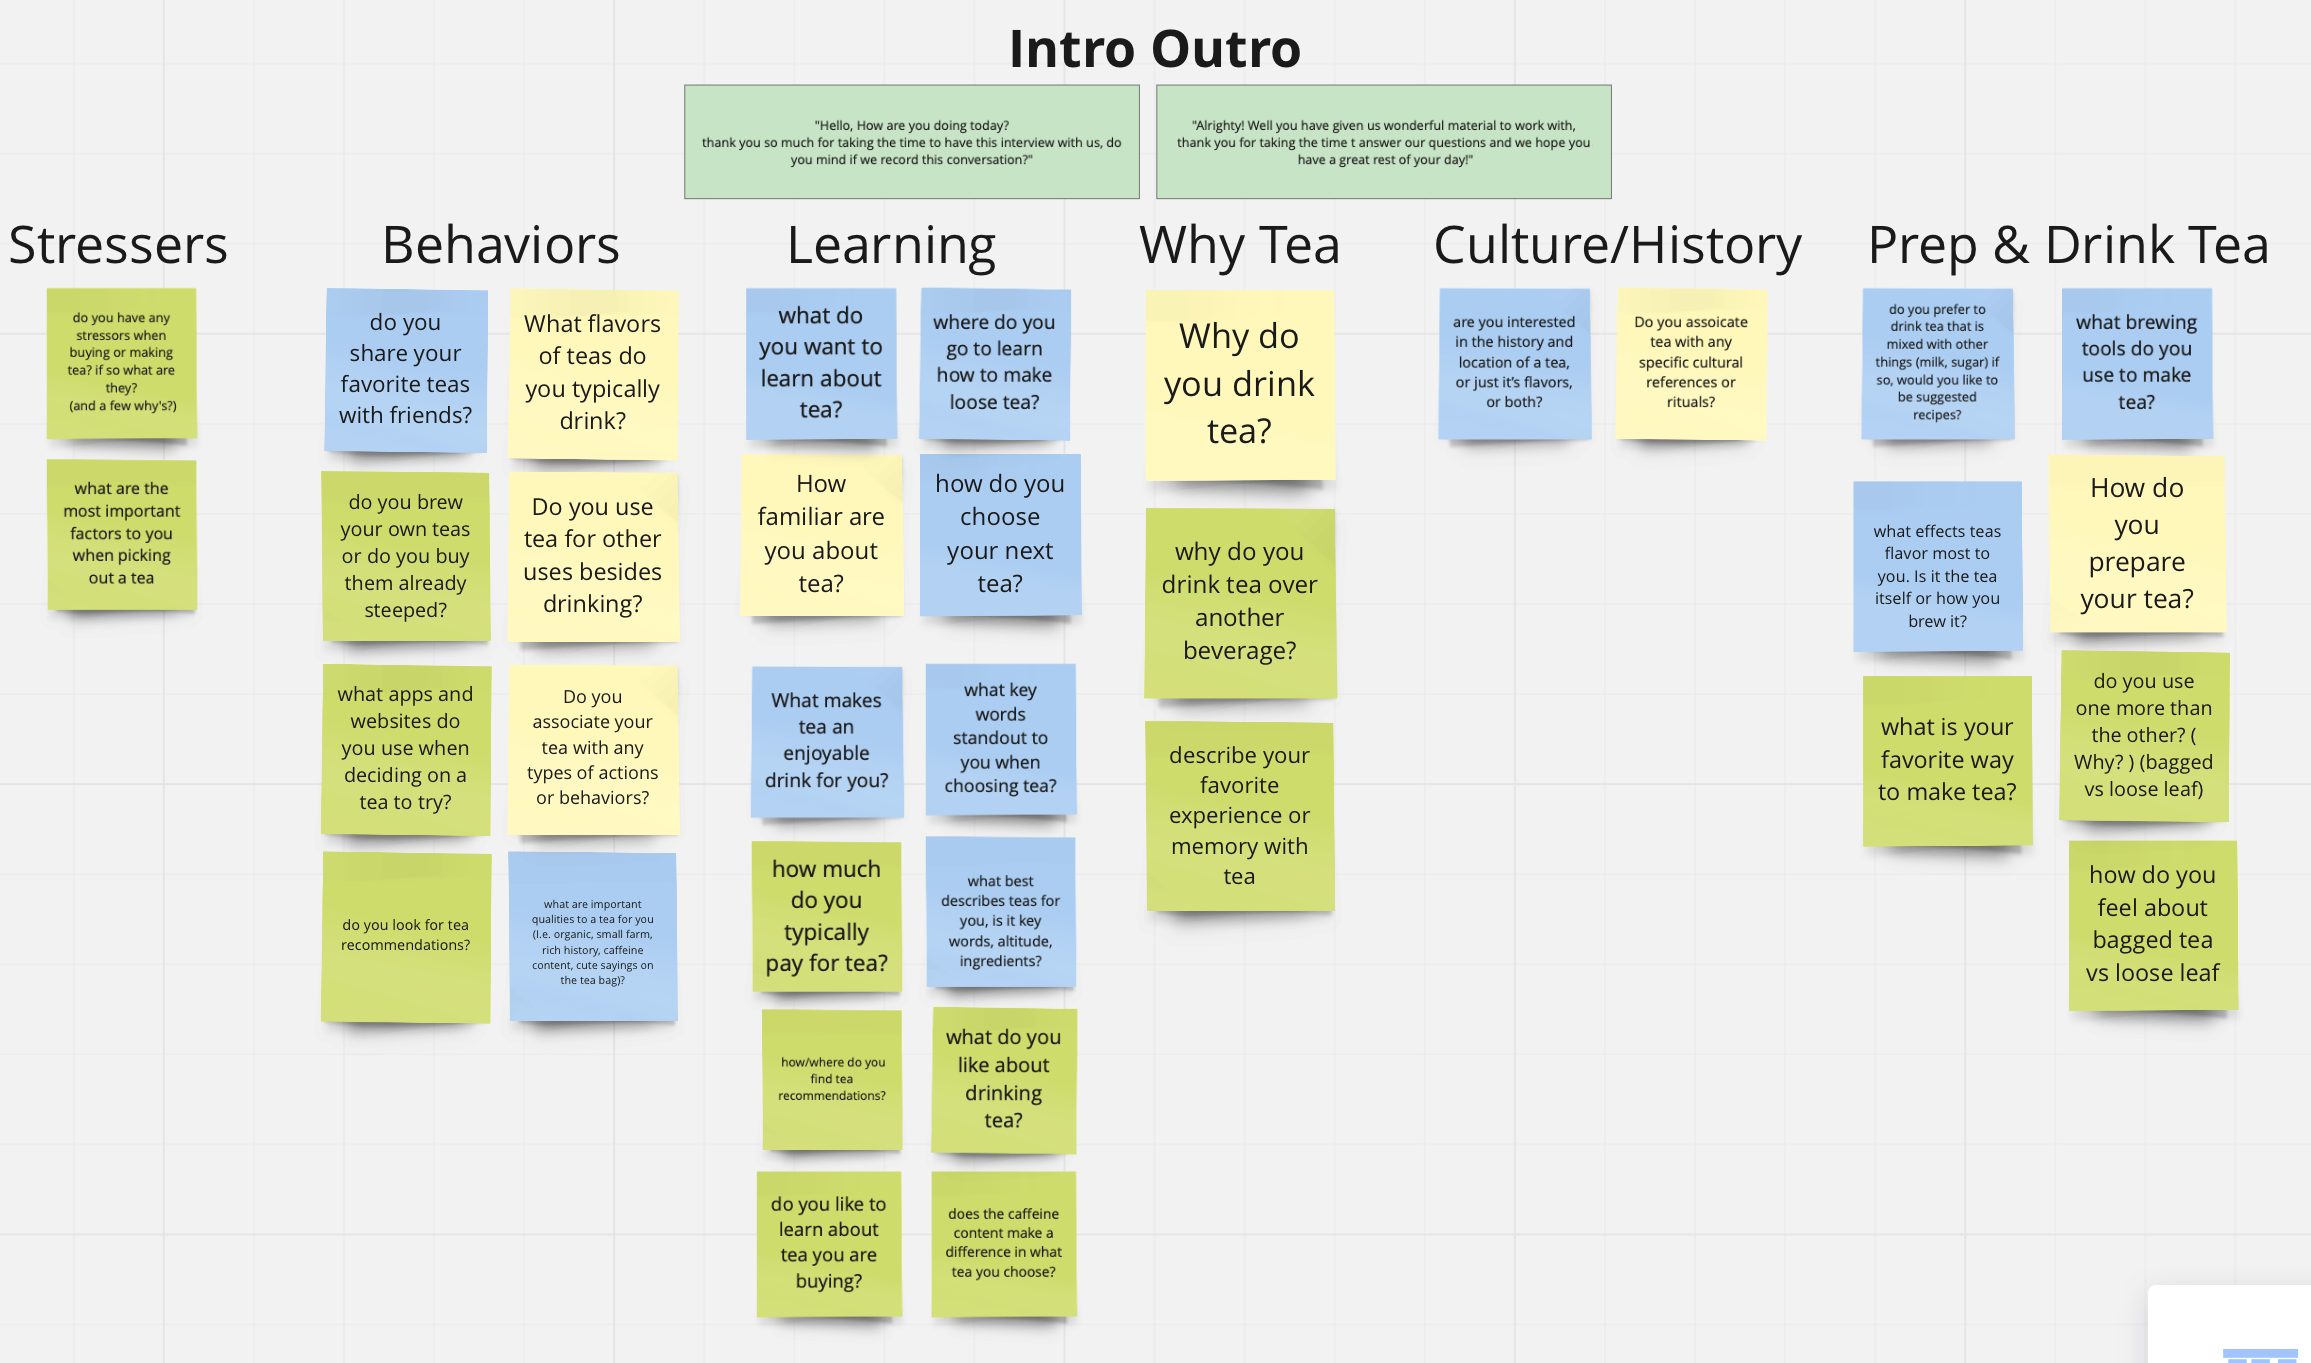 Intro Outro
"Hello, How are you doing today?
thank you so much for taking the time to have this interview with us, do
you mind if we record this conversation?"
"Alrighty! Well you have given us wonderful material to work with,
thank you for taking the time t answer our questions and we hope you
have a great rest of your day!"
Stressers
do you have any
stressors when
buying or making
tea? if so what are
they?
(and a few why's?)
what are the
most important
factors to you
when picking
out a tea
Behaviors
do you
share your
favorite teas
with friends?
What flavors
of teas do
you typically
drink?
do you brew
your own teas
or do you buy
them already
steeped?
Do you use
tea for other
uses besides
drinking?
what apps and
websites do
you use when
deciding on a
tea to try?
Do you
associate your
tea with any
types of actions
or behaviors?
do you look for tea
recommendations?
what are important
qualities to a tea for you
(I.e. organic, small farm,
rich history, caffeine
content, cute sayings on
the tea bag)?
Learning
what do
you want to
learn about
tea?
where do you
go to learn
how to make
loose tea?
How
familiar are
you about
tea?
how do you
choose
your next
tea?
What makes
tea an
enjoyable
drink for you?
what key
words
standout to
you when
choosing tea?
how much
do you
typically
pay for tea?
what best
describes teas for
you, is it key
words, altitude,
ingredients?
how/where do you
find tea
recommendations?
what do you
like about
drinking
tea?
do you like to
learn about
tea you are
buying?
does the caffeine
content make a
difference in what
tea you choose?
Why Tea
Why do
you drink
tea?
why do you
drink tea over
another
beverage?
describe your
favorite
experience or
memory with
tea
Culture/History
are you interested
in the history and
location of a tea,
or just it's flavors,
or both?
Do you assoicate
tea with any
specific cultural
references or
rituals?
Prep & Drink Tea
do you prefer to
drink tea that is
mixed with other
things (milk, sugar) if
so, would you like to
be suggested
recipes?
what brewing
tools do you
use to make
tea?
what effects teas
flavor most to
you. Is it the tea
itself or how you
brew it?
How do
you
prepare
your tea?
what is your
favorite way
to make tea?
do you use
one more than
the other? (
Why? ) (bagged
vs loose leaf)
how do you
feel about
bagged tea
vs loose leaf